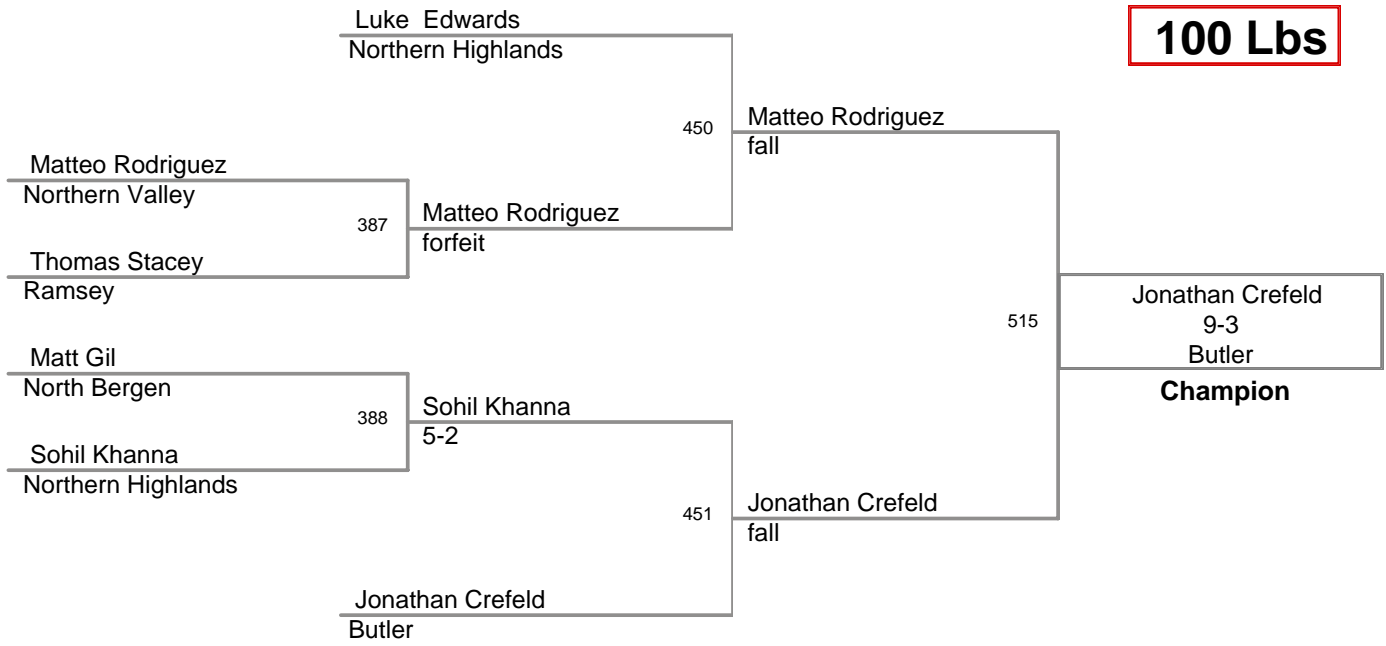 Luke  Edwards
Northern Highlands
100 Lbs
450
Matteo Rodriguez
fall
Matteo Rodriguez
Northern Valley
387
Matteo Rodriguez
forfeit
Thomas Stacey
Ramsey
515
Jonathan Crefeld
9-3
Butler
Champion
Matt Gil
North Bergen
388
Sohil Khanna
5-2
Sohil Khanna
Northern Highlands
451
Jonathan Crefeld
fall
Jonathan Crefeld
Butler